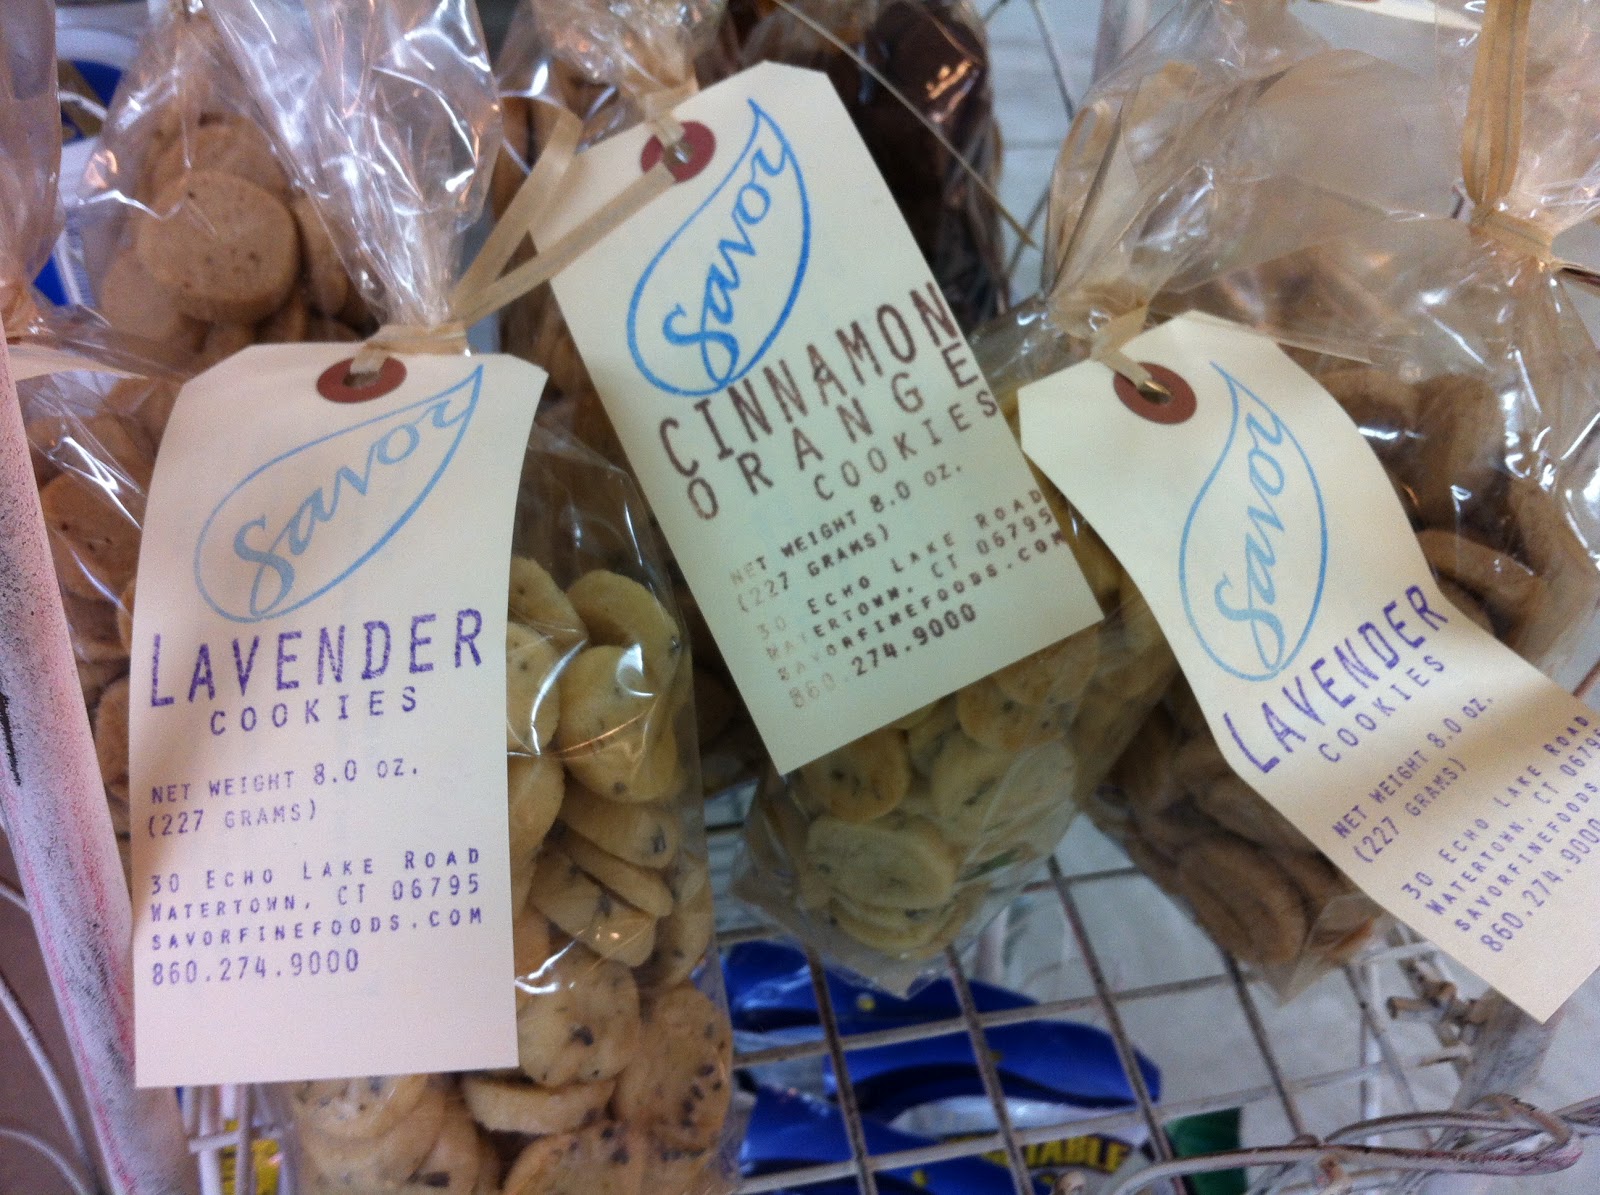 Savor
LAVENDER
COOKIES
NET WEIGHT 8.0 OZ.
(227 GRAMS)
30 ECHO LAKE ROAD
WATERTOWN, CT 06795
SAVORFINEFOODS.COM
860.274.9000
Savor
CINNAMON
ORANGE
COOKIES
NET WEIGHT 8.0 OZ.
(227 GRAMS)
30 ECHO LAKE ROAD
WATERTOWN, CT 06795
SAVORFINEFOODS.COM
860.274.9000
Savor
LAVENDER
COOKIES
NET WEIGHT 8.0 OZ.
(227 GRAMS)
30 ECHO LAKE ROAD
WATERTOWN, CT 0679
SAVORFINEFOODS
860.274.900